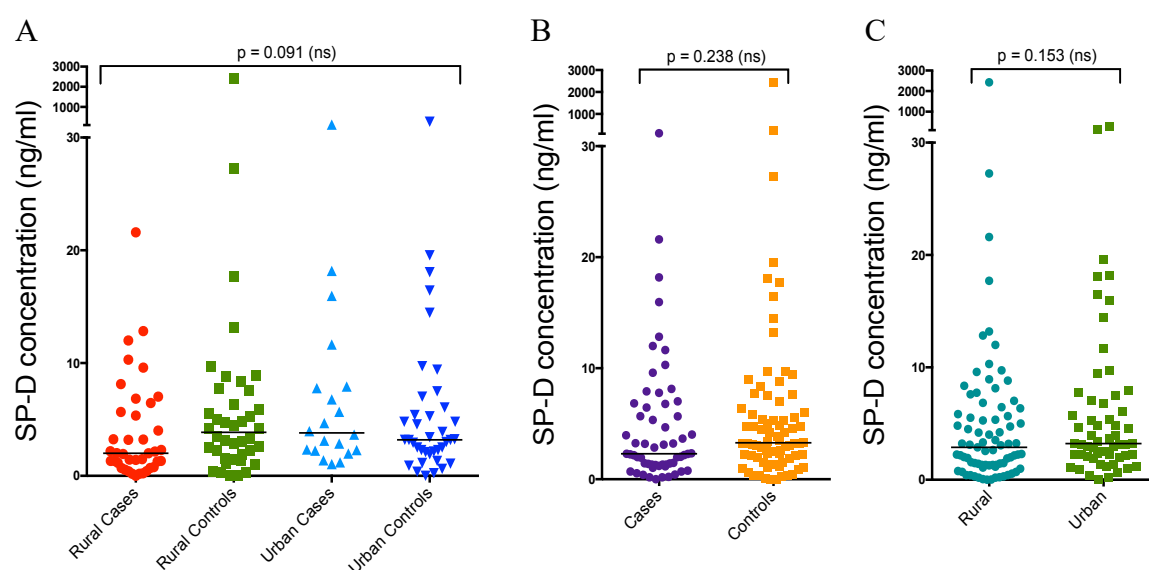 A
p = 0.091 (ns)
SP-D concentration (ng/ml)
3000
2000
1000
30
20
10
0
Rural Cases
Rural Controls
Urban Cases
Urban Controls
B
p = 0.238 (ns)
SP-D concentration (ng/ml)
3000
2000
1000
30
20
10
0
Cases
Controls
C
p = 0.153 (ns)
SP-D concentration (ng/ml)
3000
2000
1000
30
20
10
0
Rural
Urban